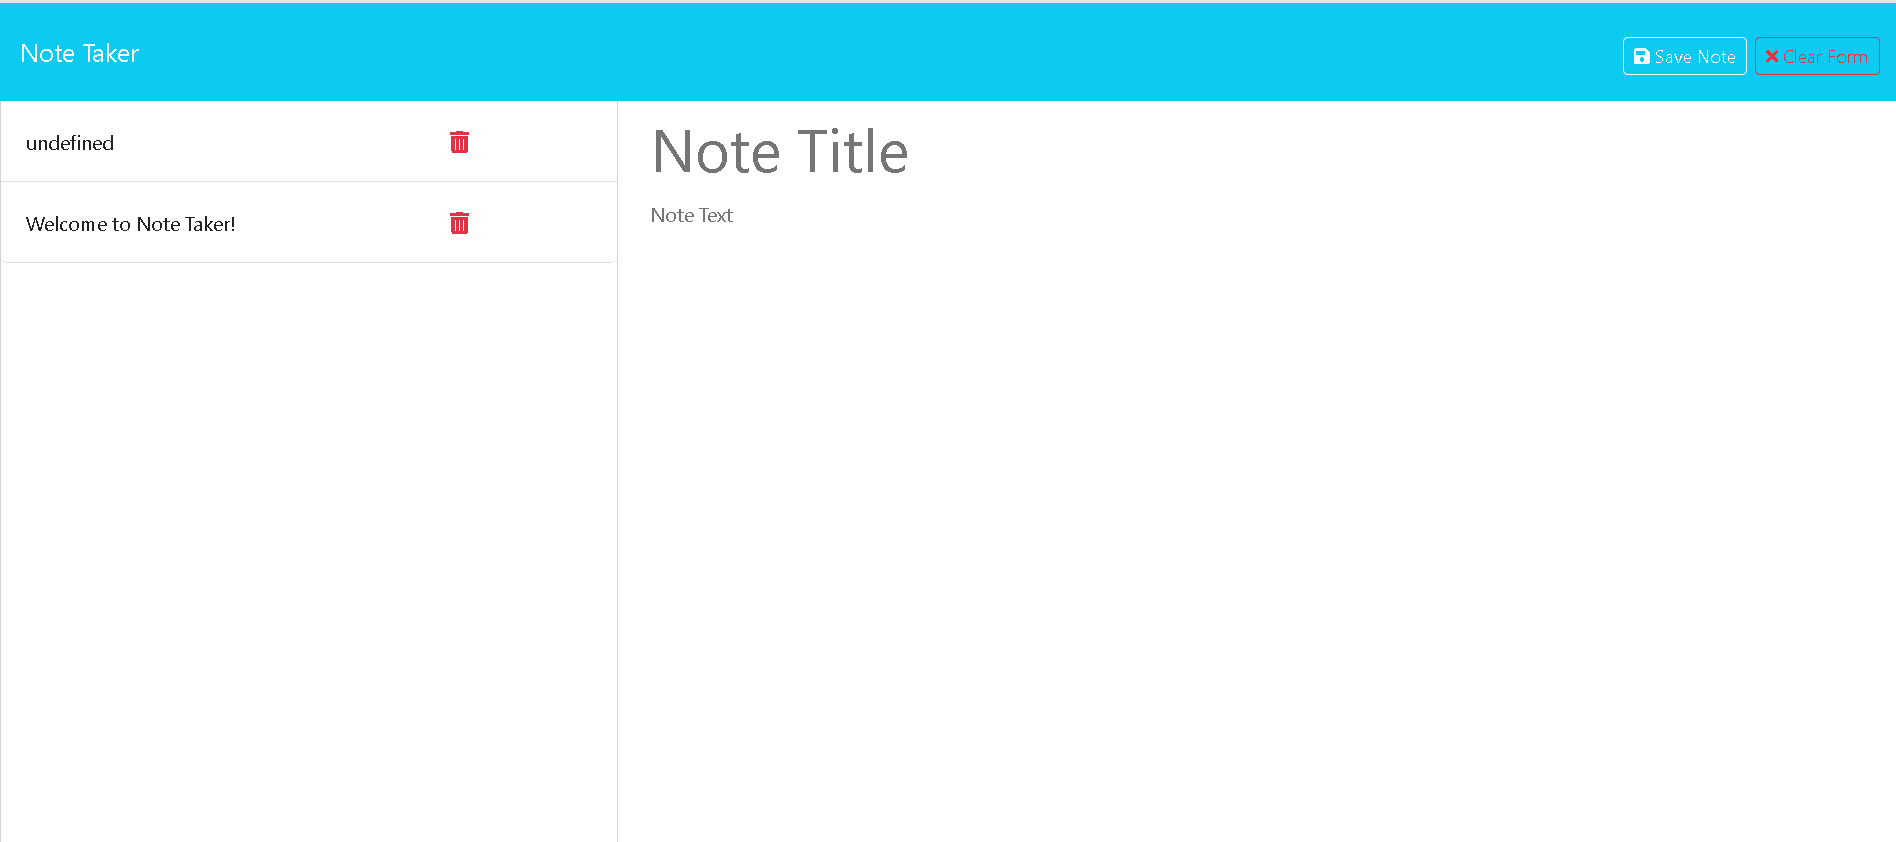 Note Taker
Save Note
Clear Form
undefined
Welcome to Note Taker!
Note Title
Note Text